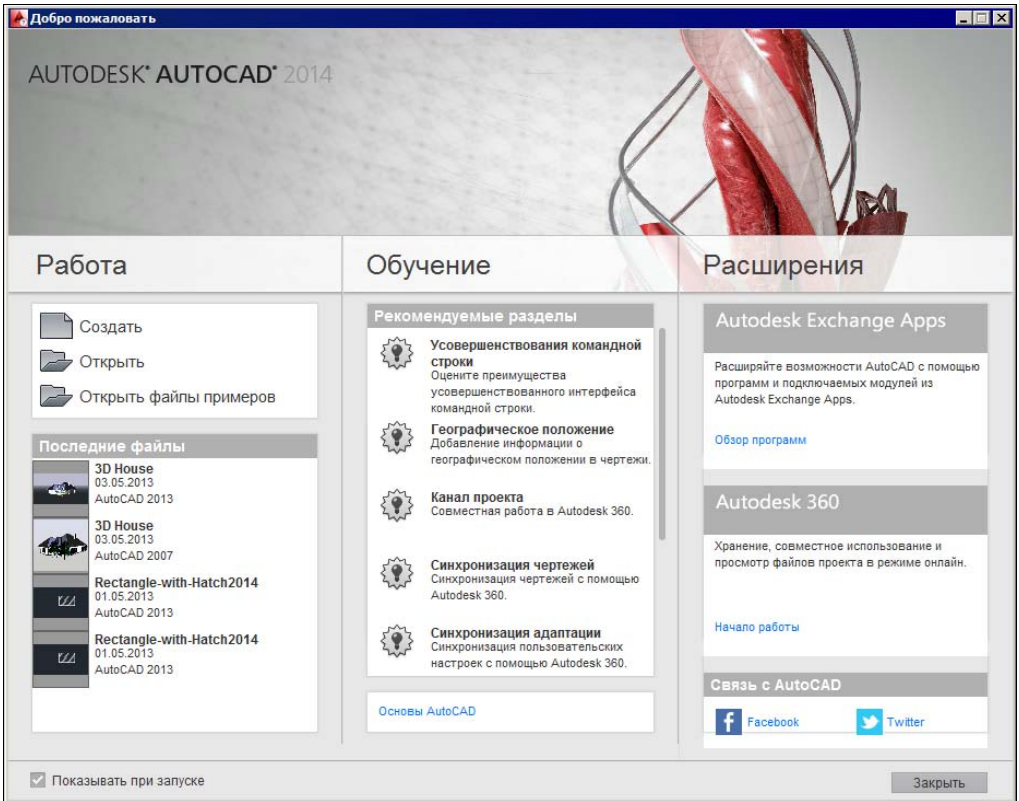 Добро пожаловать
AUTODESK® AUTOCAD® 2014
Работа
Создать
Открыть
Открыть файлы примеров
Последние файлы
3D House
03.05.2013
AutoCAD 2013
3D House
03.05.2013
AutoCAD 2007
Rectangle-with-Hatch2014
01.05.2013
AutoCAD 2013
Rectangle-with-Hatch2014
01.05.2013
AutoCAD 2013
Обучение
Рекомендуемые разделы
Усовершенствования командной
строки
Оцените преимущества
усовершенствованного интерфейса
командной строки.
Географическое положение
Добавление информации о
географическом положении в чертежи.
Канал проекта
Совместная работа в Autodesk 360.
Синхронизация чертежей
Синхронизация чертежей с помощью
Autodesk 360.
Синхронизация адаптации
Синхронизация пользовательских
настроек с помощью Autodesk 360.
Основы AutoCAD
Расширения
Autodesk Exchange Apps
Расширяйте возможности AutoCAD с помощью
программ и подключаемых модулей из
Autodesk Exchange Apps.
Обзор программ
Autodesk 360
Хранение, совместное использование и
просмотр файлов проекта в режиме онлайн.
Начало работы
Связь с AutoCAD
Facebook
Twitter
Показывать при запуске
Закрыть